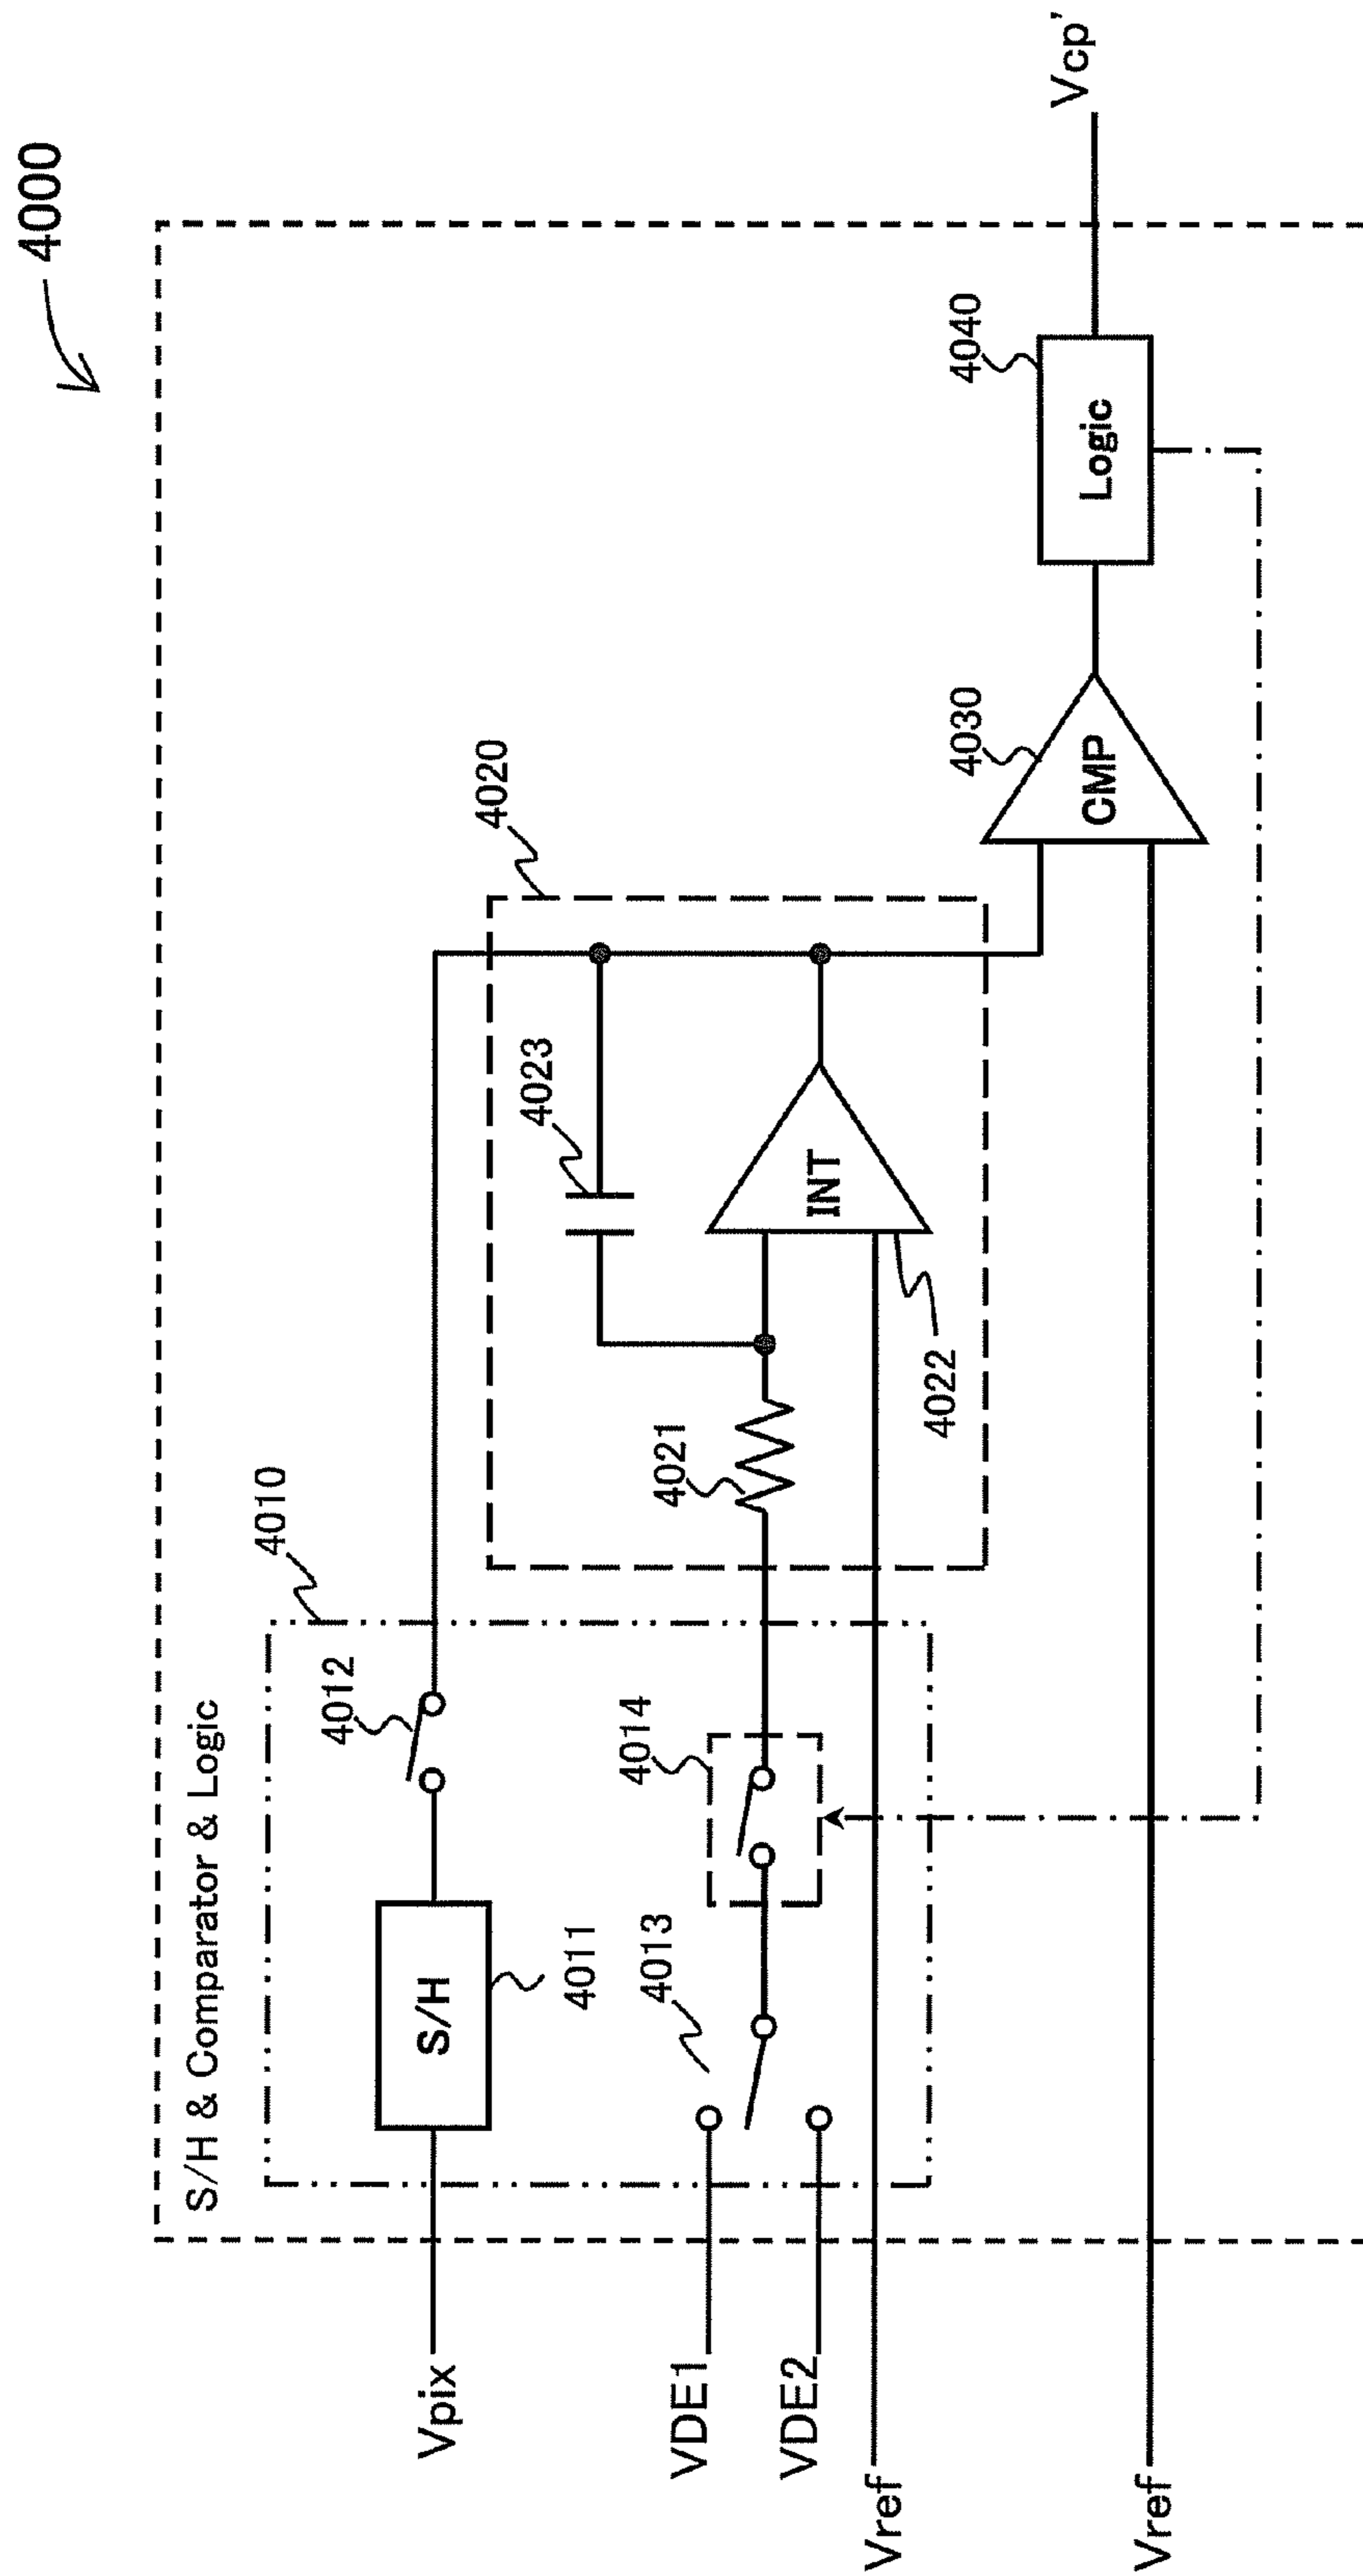 4000
S/H & Comparator & Logic
4010
4012
Vpix
S/H
4011
4020
4023
4013
4014
4021
VDE1
VDE2
INT
4022
Vref
4030
CMP
4040
Logic
Vcp'
Vref